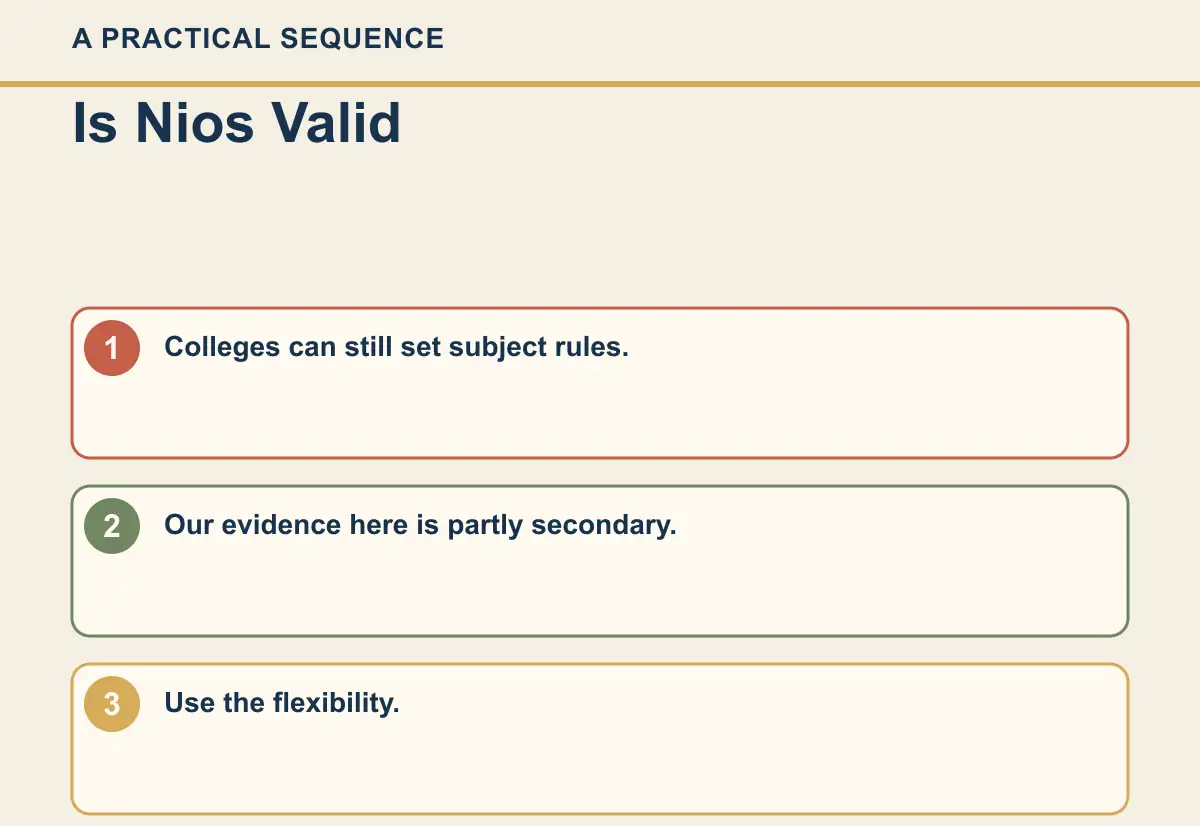 A PRACTICAL SEQUENCE
Is Nios Valid
1 Colleges can still set subject rules.
2 Our evidence here is partly secondary.
3 Use the flexibility.